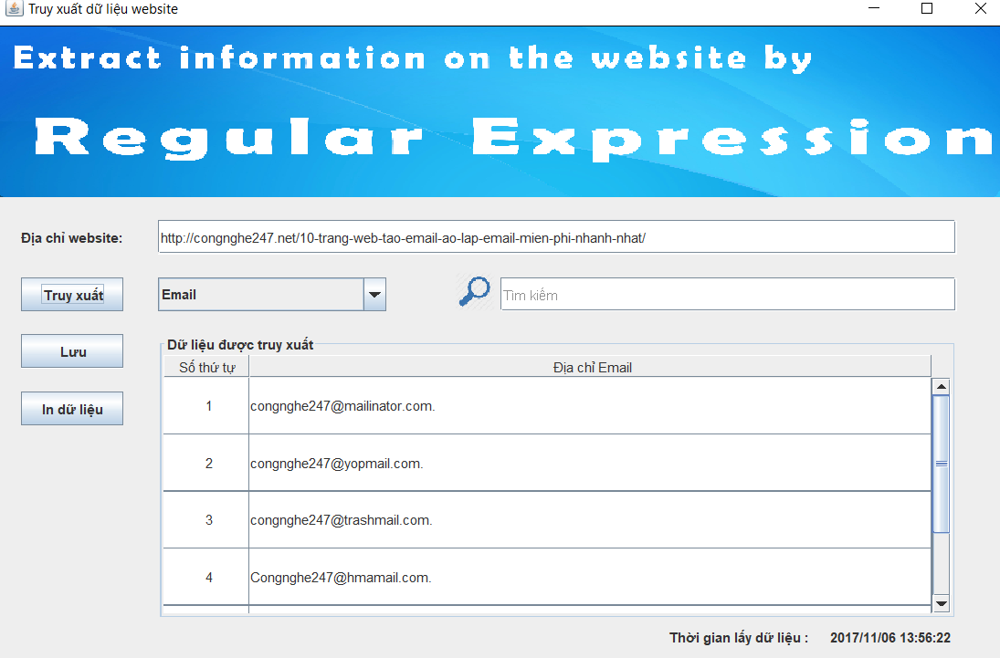 Truy xuất dữ liệu website
Extract information on the website by
Regular Expression
Địa chỉ website:
http://congnghe247.net/10-trang-web-tao-email-ao-lap-email-mien-phi-nhanh-nhat/
Truy xuất
Email
Tìm kiếm
Lưu
In dữ liệu
Dữ liệu được truy xuất
Số thứ tự Địa chỉ Email
1 congnghe247@mailinator.com.
2 congnghe247@yopmail.com.
3 congnghe247@trashmail.com.
4 Congnghe247@hmamail.com.
Thời gian lấy dữ liệu : 2017/11/06 13:56:22